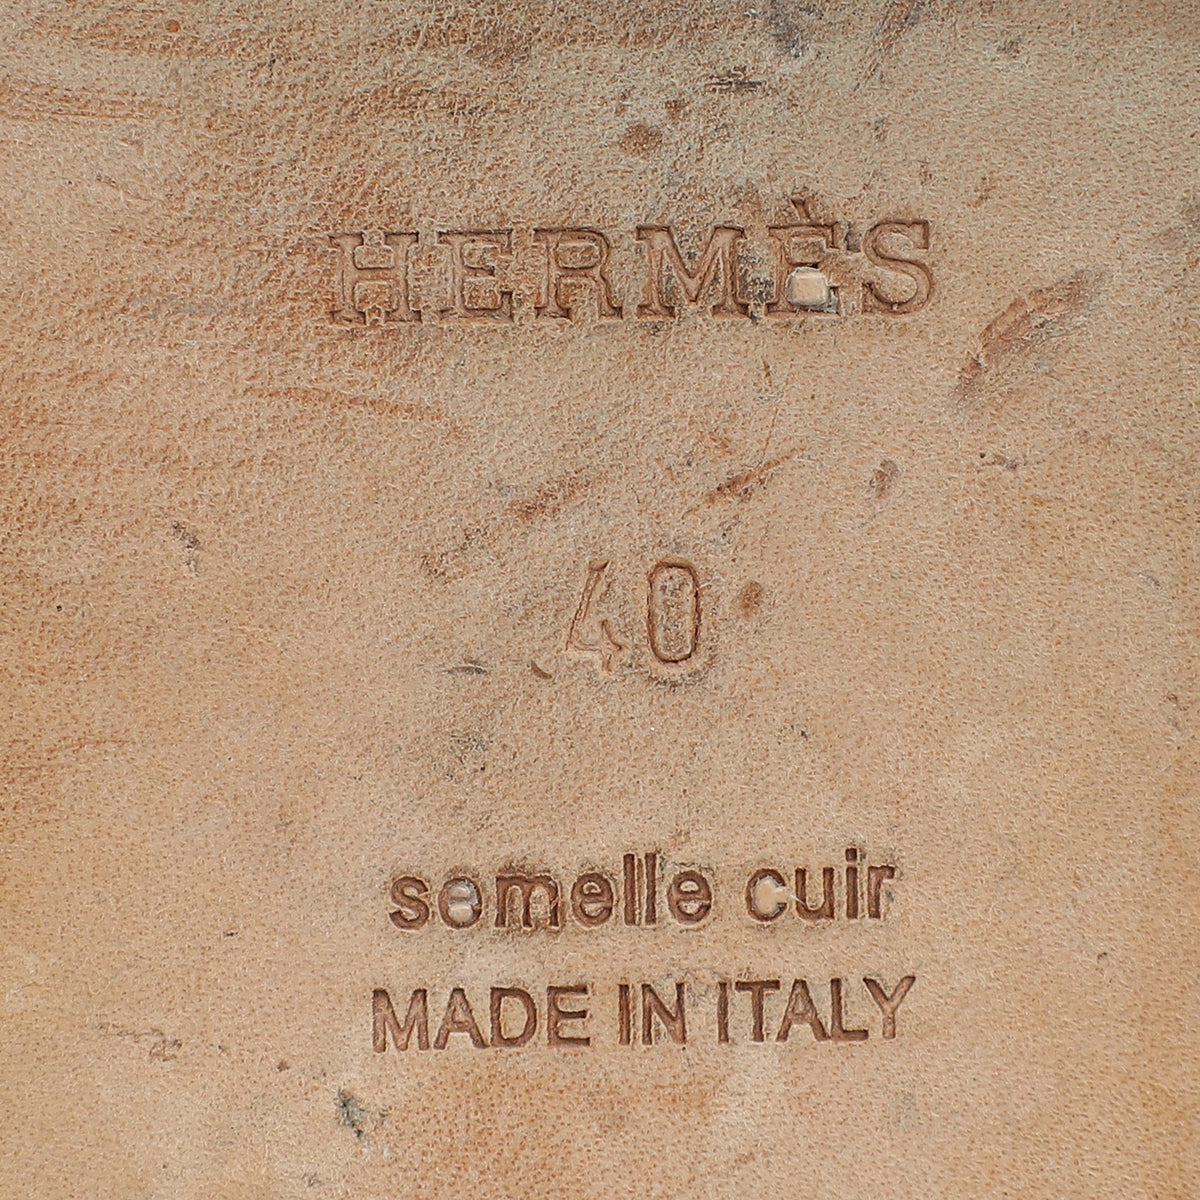 HERMÈS
40
semelle cuir
MADE IN ITALY